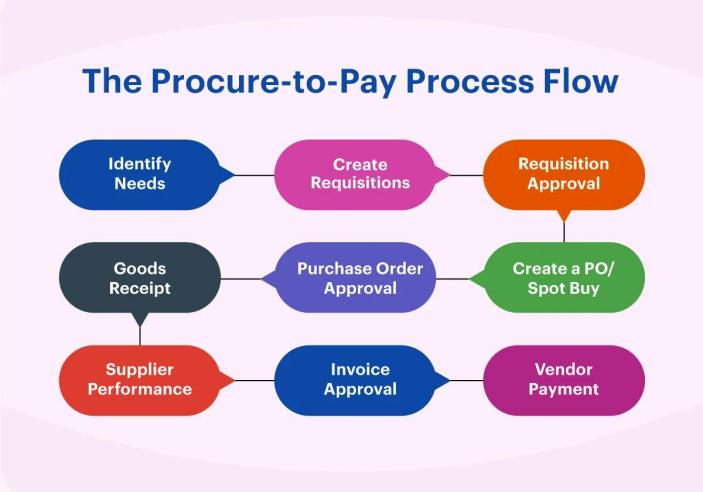 The Procure-to-Pay Process Flow
Identify
Needs
Create
Requisitions
Requisition
Approval
Goods
Receipt
Purchase Order
Approval
Create a PO/
Spot Buy
Supplier
Performance
Invoice
Approval
Vendor
Payment